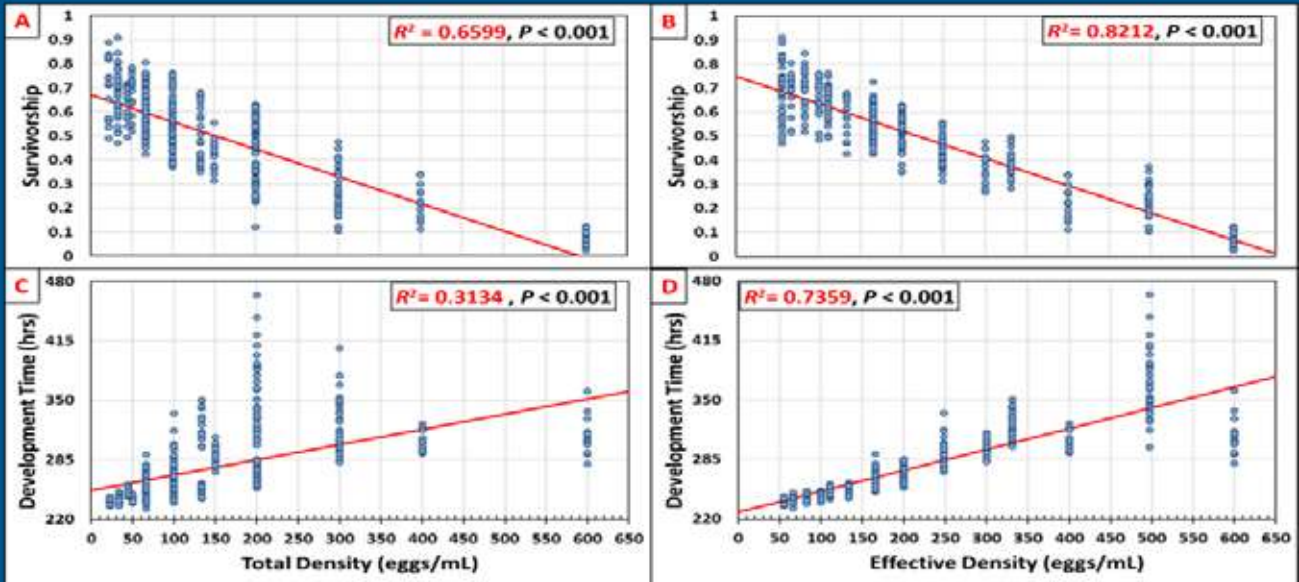 A
R² = 0.6599, P < 0.001
Survivorship
1
0.9
0.8
0.7
0.6
0.5
0.4
0.3
0.2
0.1
0
B
R²= 0.8212, P < 0.001
Survivorship
1
0.9
0.8
0.7
0.6
0.5
0.4
0.3
0.2
0.1
0
C
R²= 0.3134 , P < 0.001
Development Time (hrs)
480
415
350
285
220
0 50 100 150 200 250 300 350 400 450 500 550 600 650
Total Density (eggs/mL)
D
R²= 0.7359, P < 0.001
Development Time (hrs)
480
415
350
285
220
0 50 100 150 200 250 300 350 400 450 500 550 600 650
Effective Density (eggs/mL)